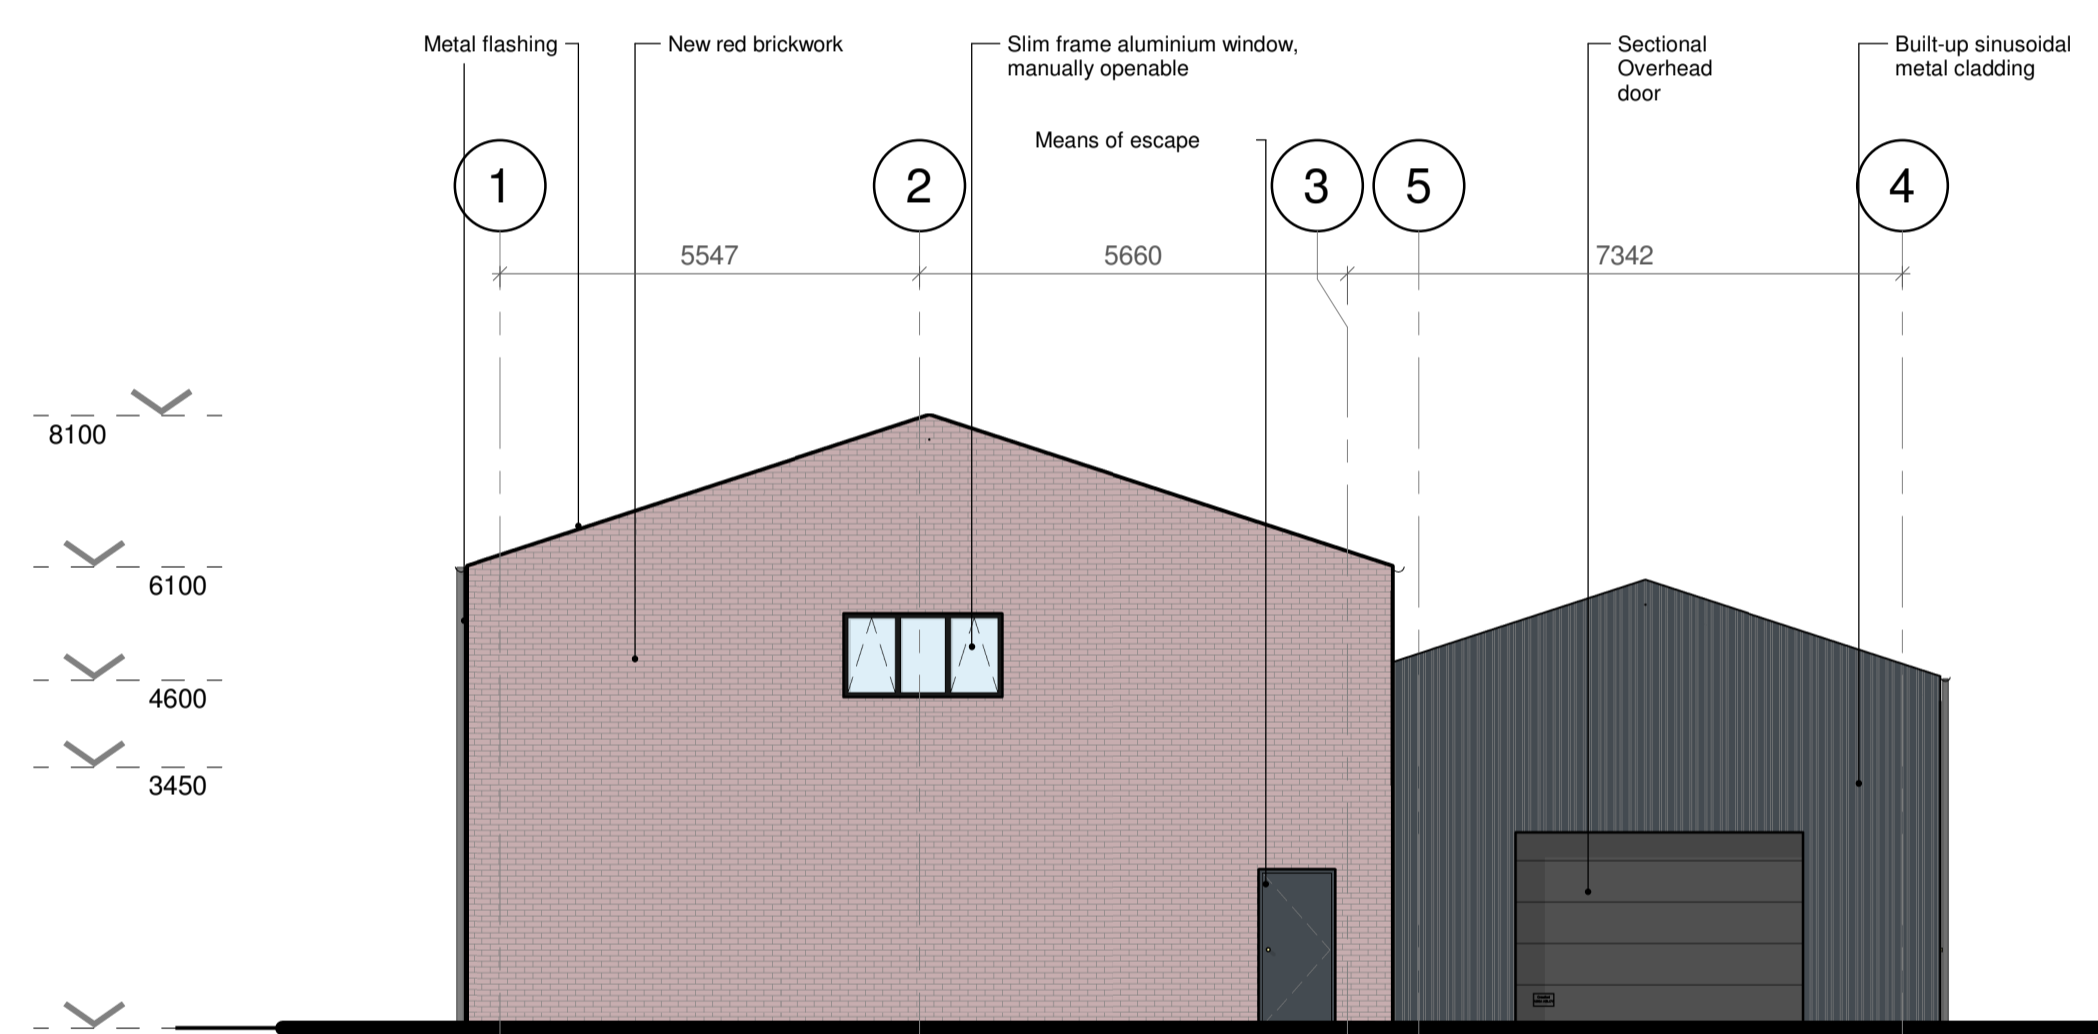 Metal flashing
New red brickwork
Slim frame aluminium window,
manually openable
Sectional
Overhead
door
Built-up sinusoidal
metal cladding
Means of escape
1
2
3
5
4
5547
5660
7342
8100
6100
4600
3450